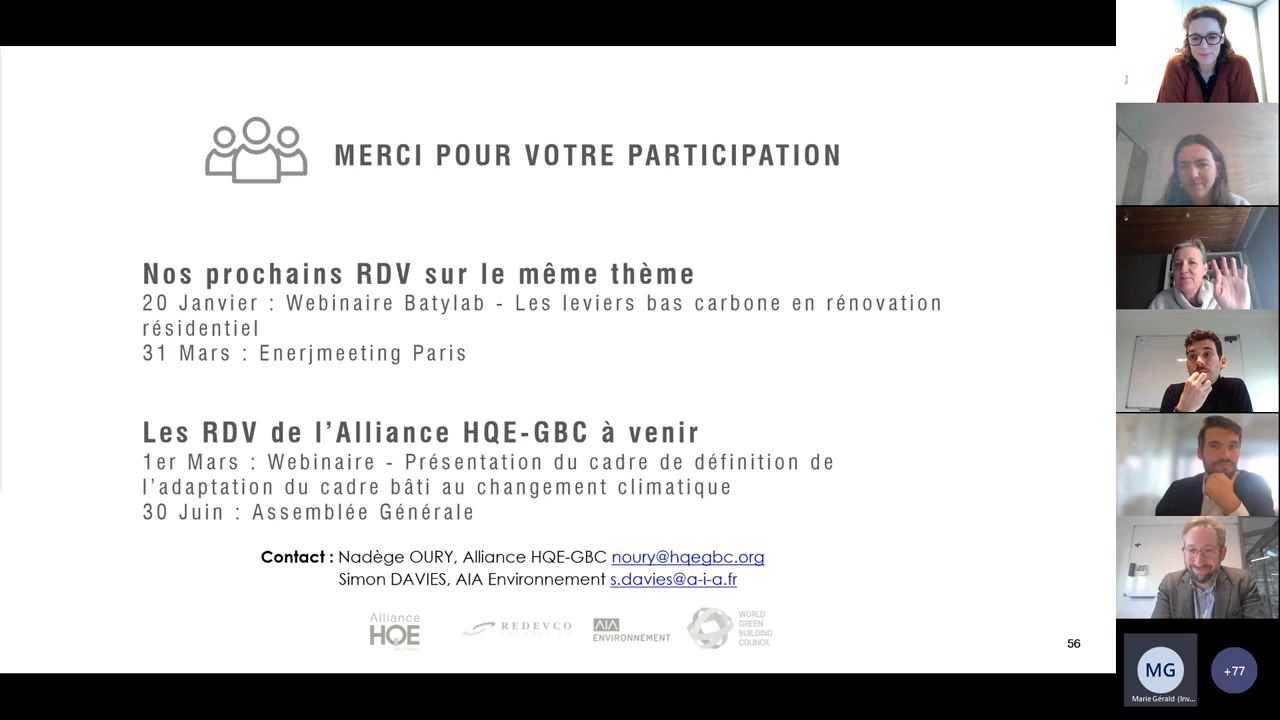 MERCI POUR VOTRE PARTICIPATION
Nos prochains RDV sur le même thème
20 Janvier : Webinaire Batylab - Les leviers bas carbone en rénovation
résidentiel
31 Mars : Enerjmeeting Paris
Les RDV de l'Alliance HQE-GBC à venir
1er Mars : Webinaire - Présentation du cadre de définition de
l'adaptation du cadre bâti au changement climatique
30 Juin : Assemblée Générale
Contact : Nadège OURY, Alliance HQE-GBC noury@hqegbc.org
Simon DAVIES, AIA Environnement s.davies@a-i-a.fr
Alliance
HQE
REDEVCO
AIA
ENVIRONNEMENT
WORLD
GREEN
BUILDING
COUNCIL
56
MG
Marie Gérald (Inv...
+77